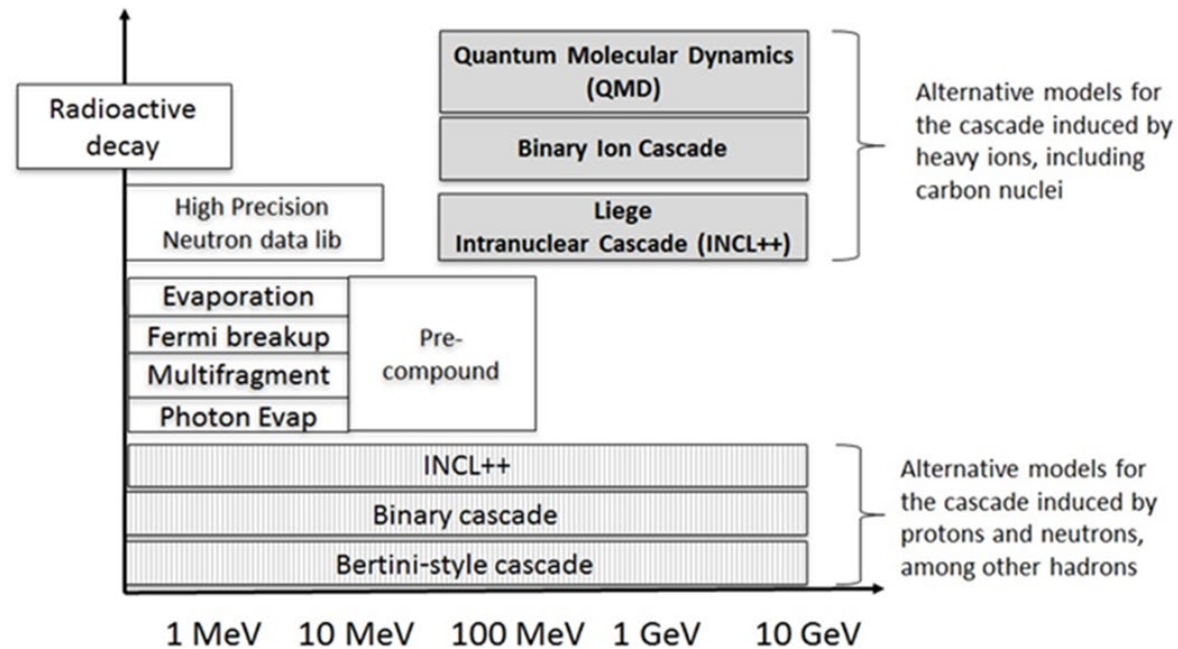 Quantum Molecular Dynamics
(QMD)
Binary Ion Cascade
Liege
Intranuclear Cascade (INCL++)
Alternative models for
the cascade induced by
heavy ions, including
carbon nuclei
Radioactive
decay
High Precision
Neutron data lib
Evaporation
Fermi breakup
Multifragment
Photon Evap
Pre-
compound
INCL++
Binary cascade
Bertini-style cascade
Alternative models for
the cascade induced by
protons and neutrons,
among other hadrons
1 MeV 10 MeV 100 MeV 1 GeV 10 GeV